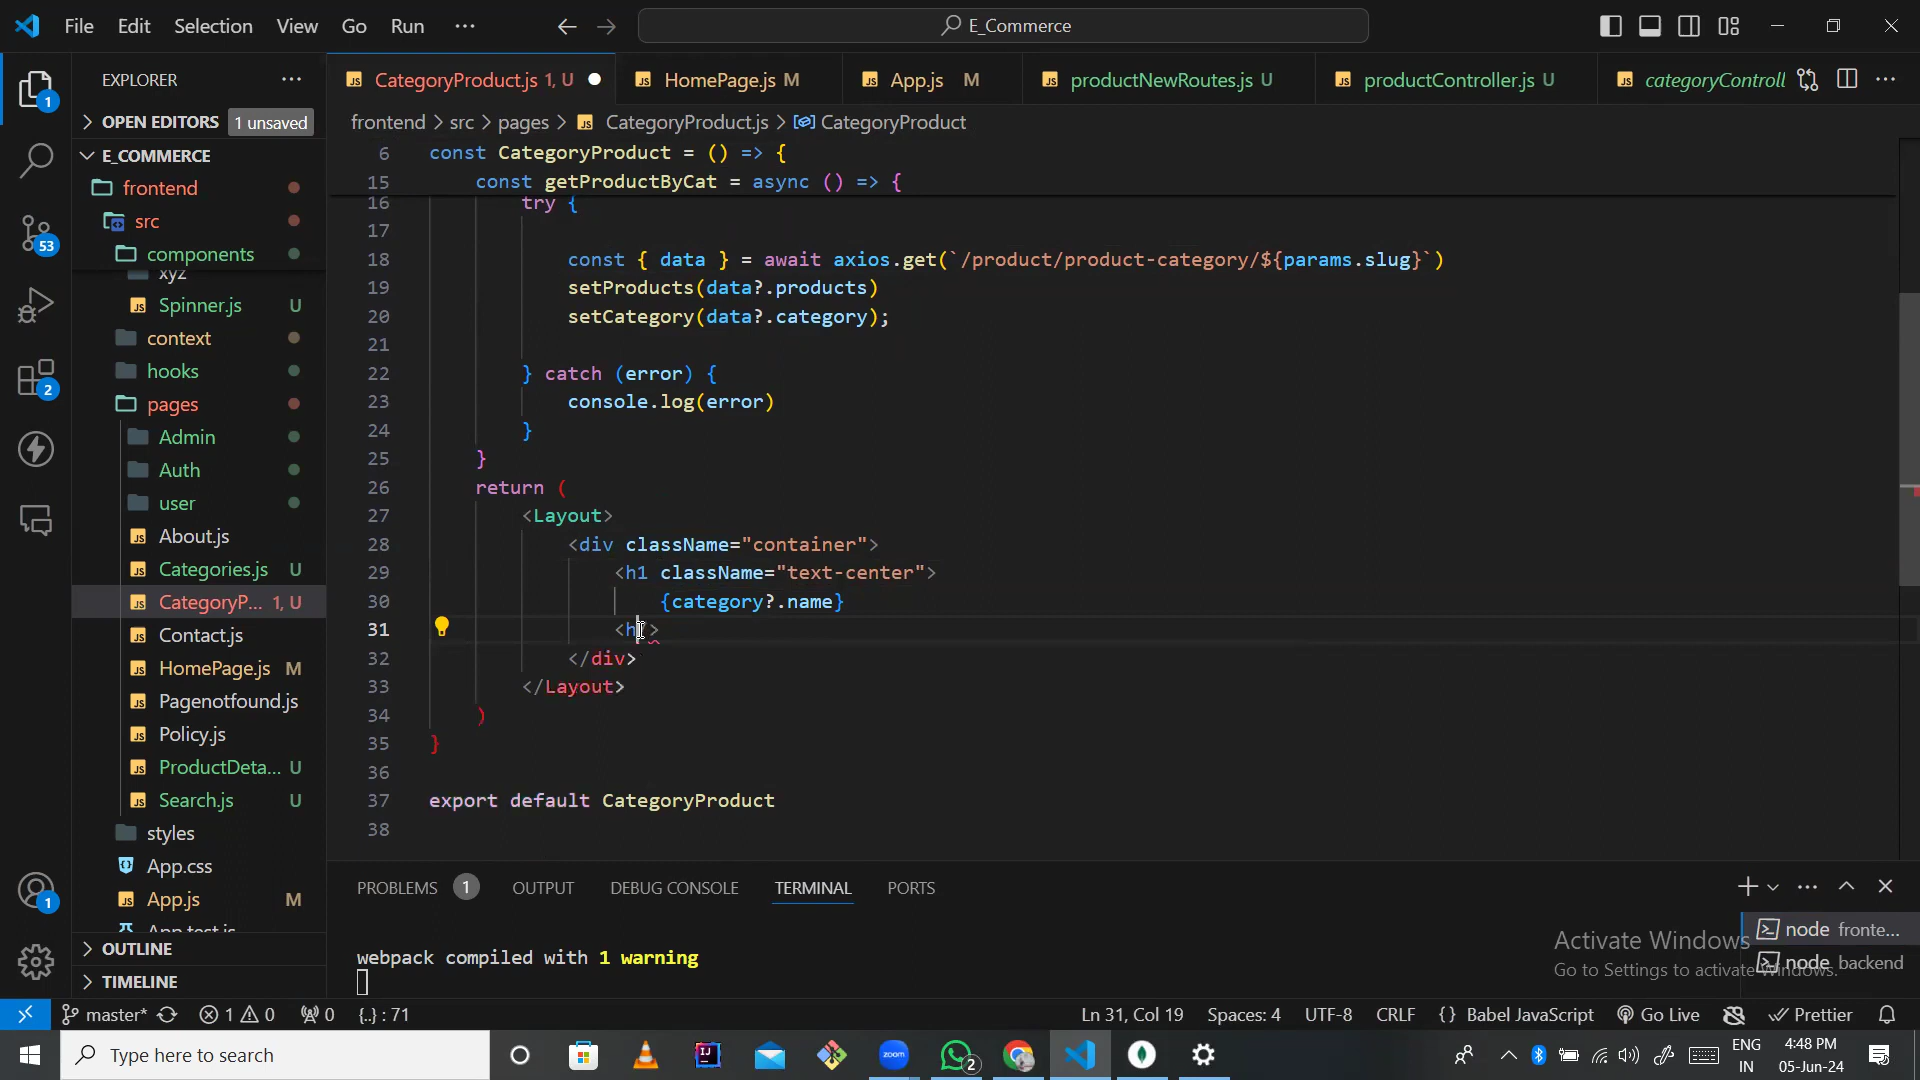 File Edit Selection View Go Run ··· E_Commerce
EXPLORER ···
OPEN EDITORS 1 unsaved
E_COMMERCE
frontend
src
components
xyz
Spinner.js U
context
hooks
pages
Admin
Auth
user
About.js
Categories.js U
CategoryP... 1, U
Contact.js
HomePage.js M
Pagenotfound.js
Policy.js
ProductDeta... U
Search.js U
styles
App.css
App.js M
App.test.js
OUTLINE
TIMELINE
CategoryProduct.js 1, U HomePage.js M App.js M productNewRoutes.js U productController.js U categoryControll
frontend > src > pages > CategoryProduct.js > CategoryProduct
6 const CategoryProduct = () => {
15 const getProductByCat = async () => {
16 try {
17
18 const { data } = await axios.get(`/product/product-category/${params.slug}`)
19 setProducts(data?.products)
20 setCategory(data?.category);
21
22 } catch (error) {
23 console.log(error)
24 }
25 }
26 return (
27 <Layout>
28 <div className="container">
29 <h1 className="text-center">
30 {category?.name}
31 <h/>
32 </div>
33 </Layout>
34 )
35 }
36
37 export default CategoryProduct
38
PROBLEMS 1 OUTPUT DEBUG CONSOLE TERMINAL PORTS
webpack compiled with 1 warning
node fronte...
node backend
Activate Windows
Go to Settings to activate Windows.
master* 1 0 0 {..} : 71 Ln 31, Col 19 Spaces: 4 UTF-8 CRLF {} Babel JavaScript Go Live Prettier
Type here to search
zoom
2
ENG
IN
4:48 PM
05-Jun-24
1
53
2
1